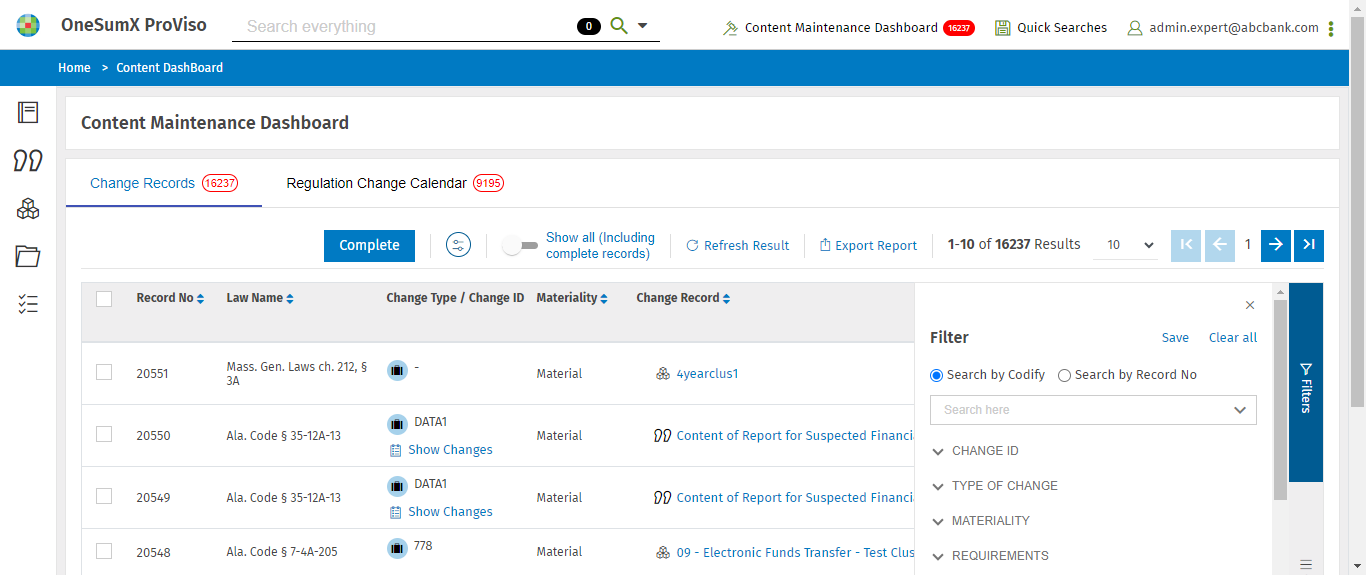 OneSumX ProViso
Search everything
0
Content Maintenance Dashboard 16237
Quick Searches
admin.expert@abcbank.com
Home > Content DashBoard
Content Maintenance Dashboard
Change Records 16237
Regulation Change Calendar 9195
Complete
Show all (Including
complete records)
Refresh Result
Export Report
1-10 of 16237 Results
10
1
Record No
Law Name
Change Type / Change ID
Materiality
Change Record
20551
Mass. Gen. Laws ch. 212, §
3A
-
Material
4yearclus1
20550
Ala. Code § 35-12A-13
DATA1
Show Changes
Material
Content of Report for Suspected Financi
20549
Ala. Code § 35-12A-13
DATA1
Show Changes
Material
Content of Report for Suspected Financi
20548
Ala. Code § 7-4A-205
778
Material
09 - Electronic Funds Transfer - Test Clus
×
Filter
Save
Clear all
Search by Codify
Search by Record No
Search here
CHANGE ID
TYPE OF CHANGE
MATERIALITY
REQUIREMENTS
Filters